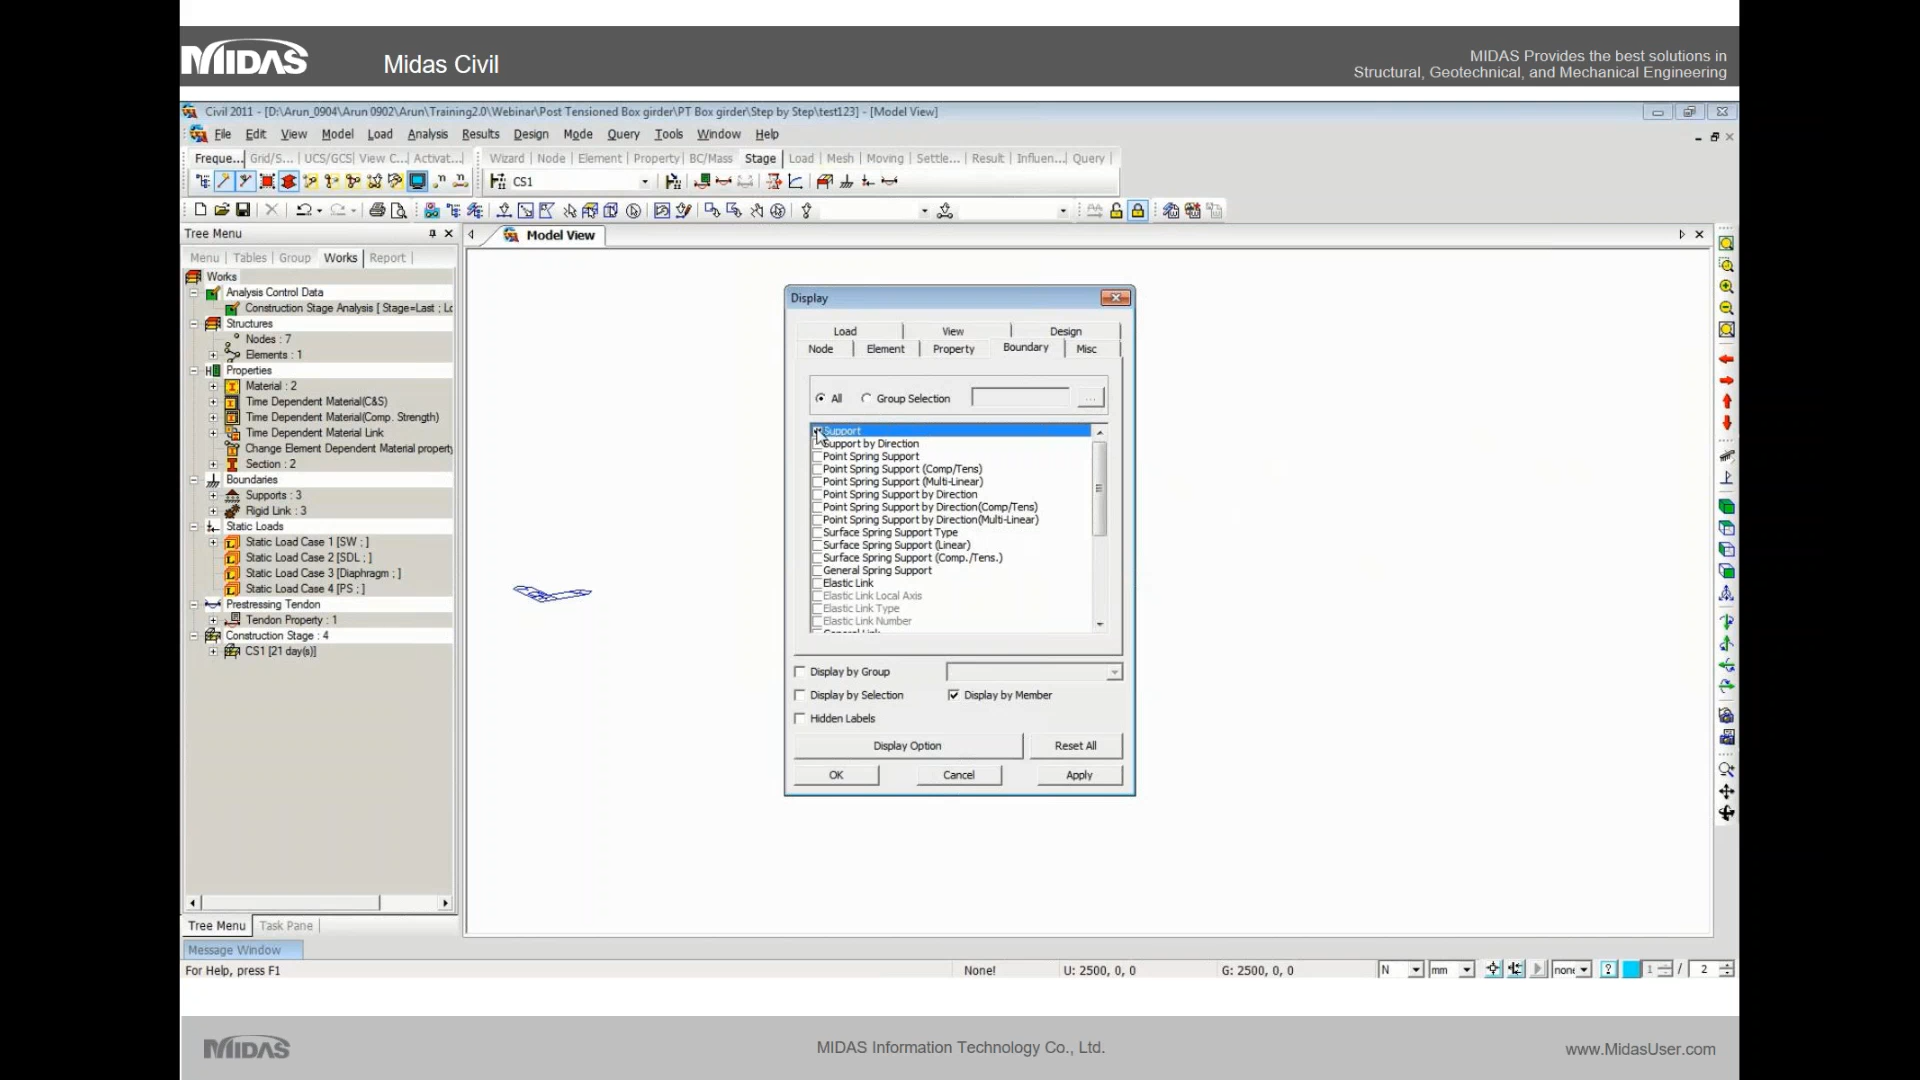 MIDAS
Midas Civil
MIDAS Provides the best solutions in
Structural, Geotechnical, and Mechanical Engineering
Civil 2011 - [D:\Arun_0904\Arun 0902\Arun\Training2.0\Webinar\Post Tensioned Box girder\PT Box girder\Step by Step\test123] - [Model View]
File Edit View Model Load Analysis Results Design Mode Query Tools Window Help
Freque... Grid/S... UCS/GCS View C... Activat... Wizard Node Element Property BC/Mass Stage Load Mesh Moving Settle... Result Influen... Query
CS1
Tree Menu
Model View
Menu Tables Group Works Report
Works
Analysis Control Data
Construction Stage Analysis [ Stage=Last ; Lo
Structures
Nodes : 7
Elements : 1
Properties
Material : 2
Time Dependent Material(C&S)
Time Dependent Material(Comp. Strength)
Time Dependent Material Link
Change Element Dependent Material property
Section : 2
Boundaries
Supports : 3
Rigid Link : 3
Static Loads
Static Load Case 1 [SW ; ]
Static Load Case 2 [SDL ; ]
Static Load Case 3 [Diaphragm ; ]
Static Load Case 4 [PS ; ]
Prestressing Tendon
Tendon Property : 1
Construction Stage : 4
CS1 [21 day(s)]
Display
Load View Design
Node Element Property Boundary Misc
All Group Selection ...
Support
Support by Direction
Point Spring Support
Point Spring Support (Comp/Tens)
Point Spring Support (Multi-Linear)
Point Spring Support by Direction
Point Spring Support by Direction(Comp/Tens)
Point Spring Support by Direction(Multi-Linear)
Surface Spring Support Type
Surface Spring Support (Linear)
Surface Spring Support (Comp./Tens.)
General Spring Support
Elastic Link
Elastic Link Local Axis
Elastic Link Type
Elastic Link Number
General Link
Display by Group
Display by Selection Display by Member
Hidden Labels
Display Option Reset All
OK Cancel Apply
Tree Menu Task Pane
Message Window
For Help, press F1 None! U: 2500, 0, 0 G: 2500, 0, 0 N mm none ? 1 / 2
MIDAS
MIDAS Information Technology Co., Ltd.
www.MidasUser.com